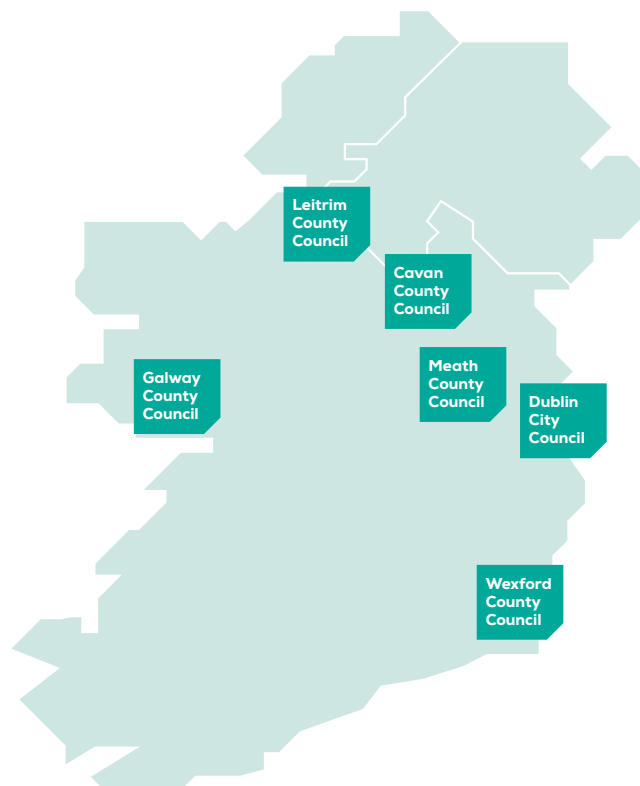 Leitrim
County
Council
Cavan
County
Council
Meath
County
Council
Galway
County
Council
Dublin
City
Council
Wexford
County
Council